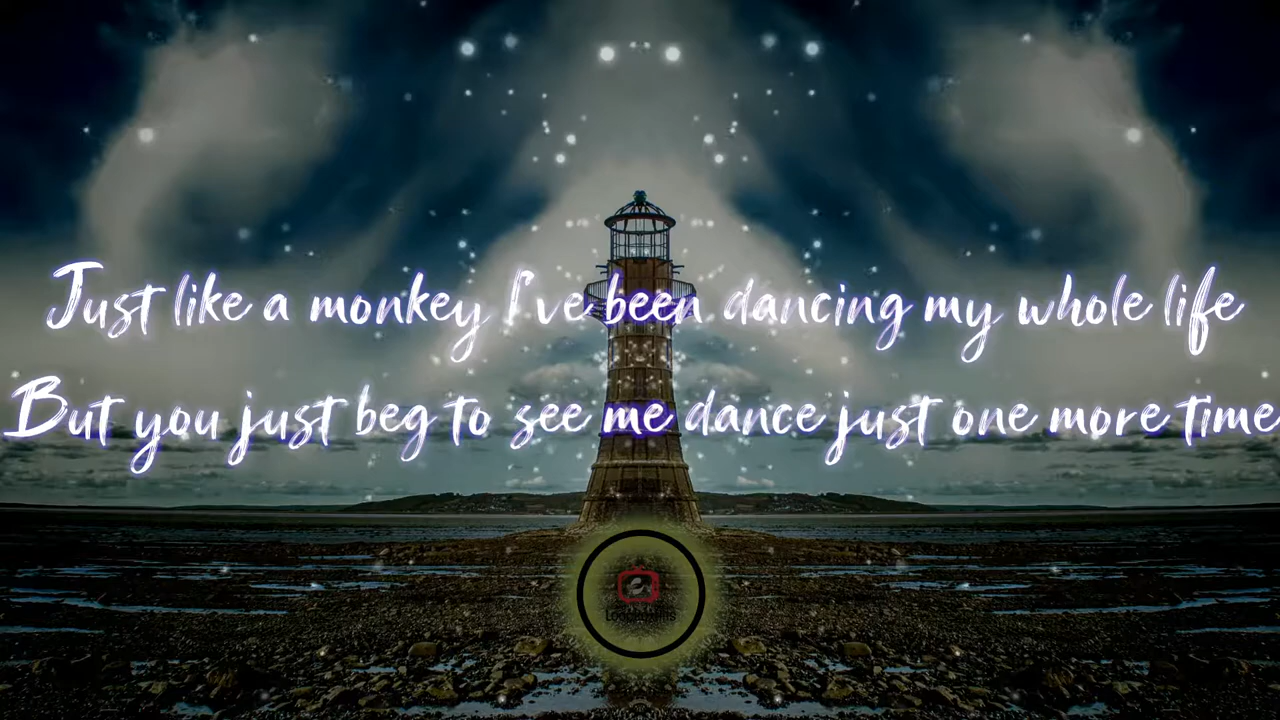 Just like a monkey I've been dancing my whole life
But you just beg to see me dance just one more time